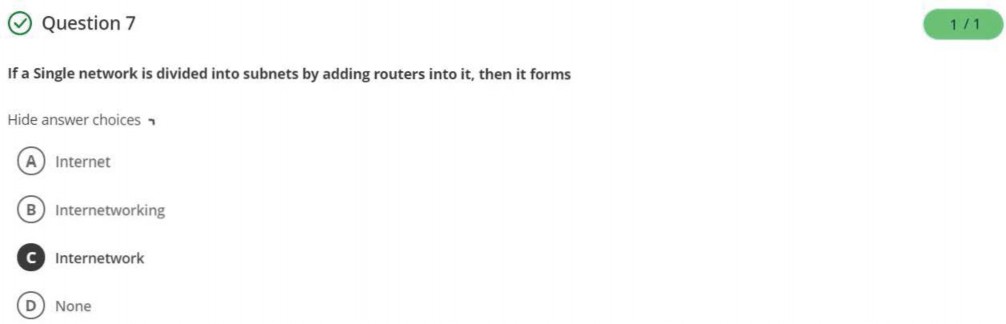 Question 7
1 / 1
If a Single network is divided into subnets by adding routers into it, then it forms
Hide answer choices
A Internet
B Internetworking
C Internetwork
D None